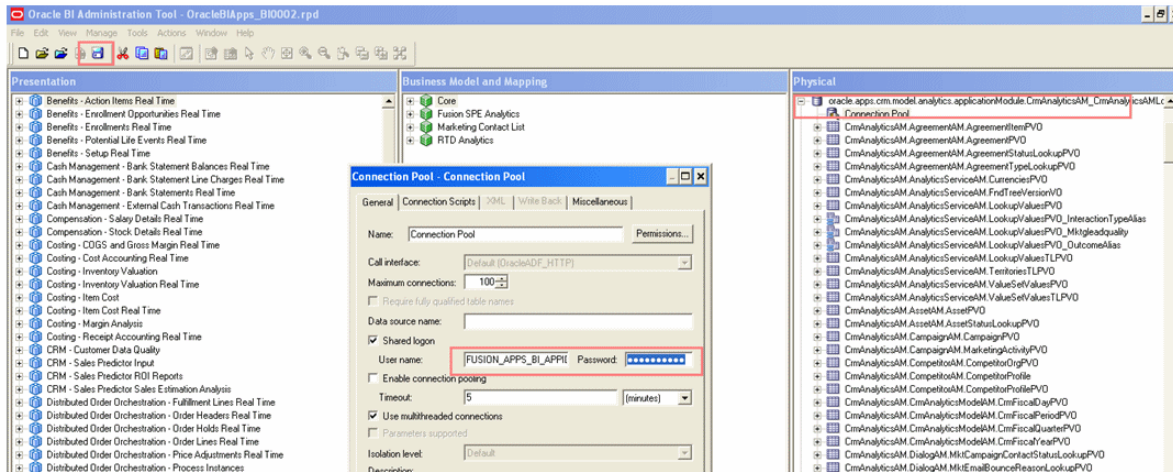 Oracle BI Administration Tool - OracleBIApps_BI0002.rpd
File Edit View Manage Tools Actions Window Help
Presentation
Benefits - Action Items Real Time
Benefits - Enrollment Opportunities Real Time
Benefits - Enrollments Real Time
Benefits - Potential Life Events Real Time
Benefits - Setup Real Time
Cash Management - Bank Statement Balances Real Time
Cash Management - Bank Statement Line Charges Real Time
Cash Management - Bank Statements Real Time
Cash Management - External Cash Transactions Real Time
Compensation - Salary Details Real Time
Compensation - Stock Details Real Time
Costing - COGS and Gross Margin Real Time
Costing - Cost Accounting Real Time
Costing - Inventory Valuation
Costing - Inventory Valuation Real Time
Costing - Item Cost
Costing - Item Cost Real Time
Costing - Margin Analysis
Costing - Receipt Accounting Real Time
CRM - Customer Data Quality
CRM - Sales Predictor Input
CRM - Sales Predictor ROI Reports
CRM - Sales Predictor Sales Estimation Analysis
Distributed Order Orchestration - Fulfillment Lines Real Time
Distributed Order Orchestration - Order Headers Real Time
Distributed Order Orchestration - Order Holds Real Time
Distributed Order Orchestration - Order Lines Real Time
Distributed Order Orchestration - Price Adjustments Real Time
Distributed Order Orchestration - Process Instances
Business Model and Mapping
Core
Fusion SPE Analytics
Marketing Contact List
RTD Analytics
Connection Pool - Connection Pool
General Connection Scripts XML Write Back Miscellaneous
Name: Connection Pool Permissions...
Call interface: Default (OracleADF_HTTP)
Maximum connections: 100
Require fully qualified table names
Data source name:
Shared logon
User name: FUSION_APPS_BI_APPID Password:
Enable connection pooling
Timeout: 5 (minutes)
Use multithreaded connections
Parameters supported
Isolation level: Default
Description:
Physical
oracle.apps.crm.model.analytics.applicationModule.CrmAnalyticsAM_CrmAnalyticsAMLo
Connection Pool
CrmAnalyticsAM.AgreementAM.AgreementItemPVO
CrmAnalyticsAM.AgreementAM.AgreementPVO
CrmAnalyticsAM.AgreementAM.AgreementStatusLookupPVO
CrmAnalyticsAM.AgreementAM.AgreementTypeLookupPVO
CrmAnalyticsAM.AnalyticsServiceAM.CurrenciesPVO
CrmAnalyticsAM.AnalyticsServiceAM.FndTreeVersionVO
CrmAnalyticsAM.AnalyticsServiceAM.LookupValuesPVO
CrmAnalyticsAM.AnalyticsServiceAM.LookupValuesPVO_InteractionTypeAlias
CrmAnalyticsAM.AnalyticsServiceAM.LookupValuesPVO_Mktgleadquality
CrmAnalyticsAM.AnalyticsServiceAM.LookupValuesPVO_OutcomeAlias
CrmAnalyticsAM.AnalyticsServiceAM.LookupValuesTLPVO
CrmAnalyticsAM.AnalyticsServiceAM.TerritoriesTLPVO
CrmAnalyticsAM.AnalyticsServiceAM.ValueSetValuesPVO
CrmAnalyticsAM.AnalyticsServiceAM.ValueSetValuesTLPVO
CrmAnalyticsAM.AssetAM.AssetPVO
CrmAnalyticsAM.AssetAM.AssetStatusLookupPVO
CrmAnalyticsAM.CampaignAM.CampaignPVO
CrmAnalyticsAM.CampaignAM.MarketingActivityPVO
CrmAnalyticsAM.CompetitorAM.CompetitorOrgPVO
CrmAnalyticsAM.CompetitorAM.CompetitorProfile
CrmAnalyticsAM.CompetitorAM.CompetitorProfilePVO
CrmAnalyticsAM.CrmAnalyticsModelAM.CrmFiscalDayPVO
CrmAnalyticsAM.CrmAnalyticsModelAM.CrmFiscalPeriodPVO
CrmAnalyticsAM.CrmAnalyticsModelAM.CrmFiscalQuarterPVO
CrmAnalyticsAM.CrmAnalyticsModelAM.CrmFiscalYearPVO
CrmAnalyticsAM.DialogAM.MktCampaignContactStatusLookupPVO
CrmAnalyticsAM.DialogAM.MktEmailBounceReasonLookupPVO